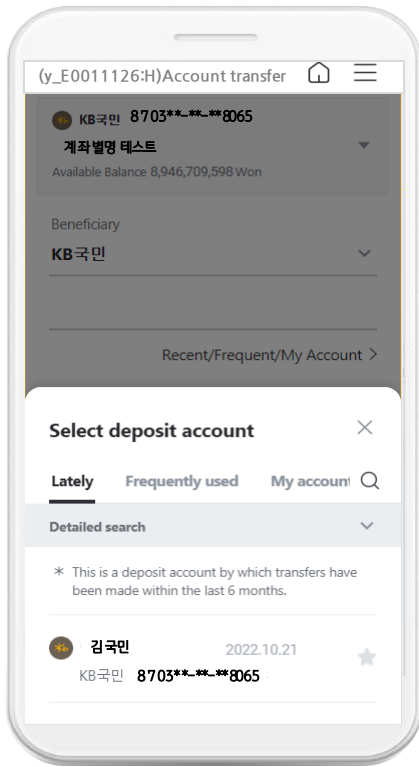 (y_E0011126:H)Account transfer
KB국민 8703**-**-**8065
계좌별명 테스트
Available Balance 8,946,709,598 Won
Beneficiary
KB국민
Recent/Frequent/My Account >
Select deposit account
Lately Frequently used My account
Detailed search
* This is a deposit account by which transfers have
been made within the last 6 months.
김국민 2022.10.21
KB국민 8703**-**-**8065